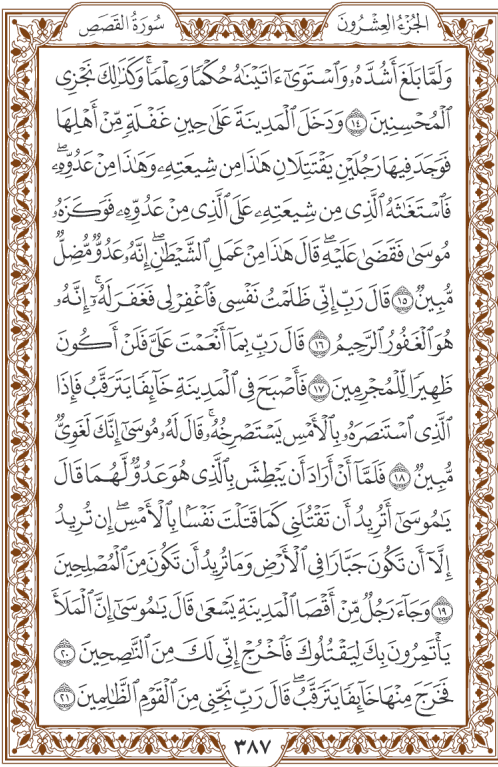 الجُزْءُ العِشْرُونَ
سُورَةُ القَصَصِ
وَلَمَّا بَلَغَ أَشُدَّهُۥ وَٱسْتَوَىٰٓ ءَاتَيْنَٰهُ حُكْمًا وَعِلْمًا ۚ وَكَذَٰلِكَ نَجْزِى
ٱلْمُحْسِنِينَ ١٤ وَدَخَلَ ٱلْمَدِينَةَ عَلَىٰ حِينِ غَفْلَةٍ مِّنْ أَهْلِهَا
فَوَجَدَ فِيهَا رَجُلَيْنِ يَقْتَتِلَانِ هَٰذَا مِن شِيعَتِهِۦ وَهَٰذَا مِنْ عَدُوِّهِۦ ۖ
فَٱسْتَغَٰثَهُ ٱلَّذِى مِن شِيعَتِهِۦ عَلَى ٱلَّذِى مِنْ عَدُوِّهِۦ فَوَكَزَهُۥ
مُوسَىٰ فَقَضَىٰ عَلَيْهِ ۖ قَالَ هَٰذَا مِنْ عَمَلِ ٱلشَّيْطَٰنِ ۖ إِنَّهُۥ عَدُوٌّ مُّضِلٌّ
مُّبِينٌ ١٥ قَالَ رَبِّ إِنِّى ظَلَمْتُ نَفْسِى فَٱغْفِرْ لِى فَغَفَرَ لَهُۥٓ ۚ إِنَّهُۥ
هُوَ ٱلْغَفُورُ ٱلرَّحِيمُ ١٦ قَالَ رَبِّ بِمَآ أَنْعَمْتَ عَلَىَّ فَلَنْ أَكُونَ
ظَهِيرًا لِّلْمُجْرِمِينَ ١٧ فَأَصْبَحَ فِى ٱلْمَدِينَةِ خَآئِفًا يَتَرَقَّبُ فَإِذَا
ٱلَّذِى ٱسْتَنصَرَهُۥ بِٱلْأَمْسِ يَسْتَصْرِخُهُۥ ۚ قَالَ لَهُۥ مُوسَىٰٓ إِنَّكَ لَغَوِىٌّ
مُّبِينٌ ١٨ فَلَمَّآ أَنْ أَرَادَ أَن يَبْطِشَ بِٱلَّذِى هُوَ عَدُوٌّ لَّهُمَا قَالَ
يَٰمُوسَىٰٓ أَتُرِيدُ أَن تَقْتُلَنِى كَمَا قَتَلْتَ نَفْسًۢا بِٱلْأَمْسِ ۖ إِن تُرِيدُ
إِلَّآ أَن تَكُونَ جَبَّارًا فِى ٱلْأَرْضِ وَمَا تُرِيدُ أَن تَكُونَ مِنَ ٱلْمُصْلِحِينَ
١٩ وَجَآءَ رَجُلٌ مِّنْ أَقْصَا ٱلْمَدِينَةِ يَسْعَىٰ قَالَ يَٰمُوسَىٰٓ إِنَّ ٱلْمَلَأَ
يَأْتَمِرُونَ بِكَ لِيَقْتُلُوكَ فَٱخْرُجْ إِنِّى لَكَ مِنَ ٱلنَّٰصِحِينَ ٢٠
فَخَرَجَ مِنْهَا خَآئِفًا يَتَرَقَّبُ ۖ قَالَ رَبِّ نَجِّنِى مِنَ ٱلْقَوْمِ ٱلظَّٰلِمِينَ ٢١
٣٨٧